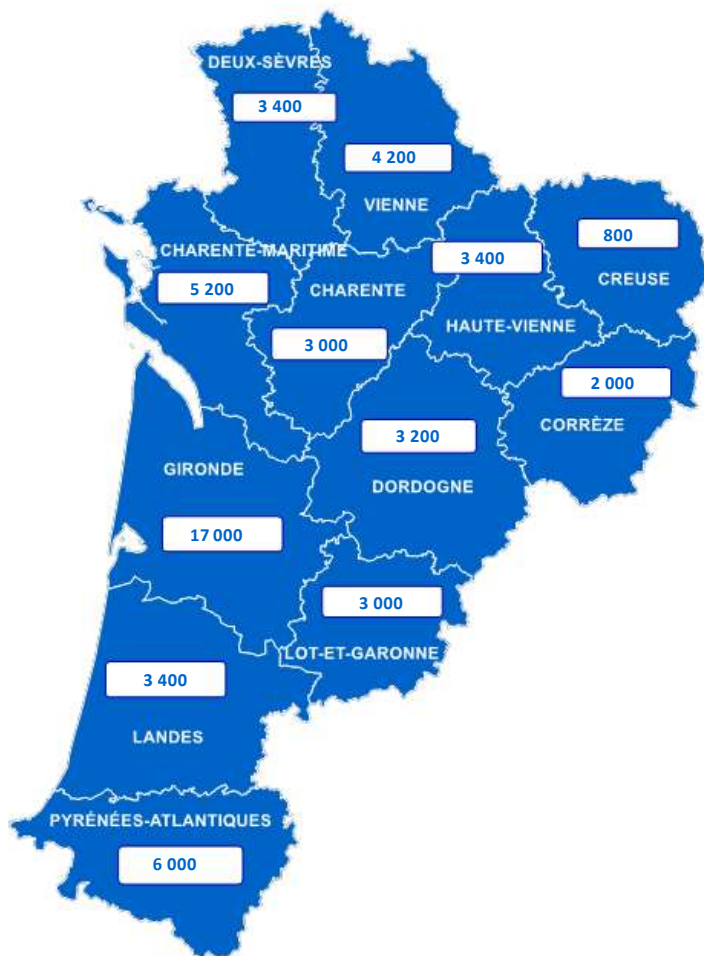 DEUX-SÈVRES
3 400
4 200
VIENNE
800
CREUSE
CHARENTE-MARITIME
5 200
3 400
HAUTE-VIENNE
CHARENTE
3 000
2 000
CORRÈZE
3 200
DORDOGNE
GIRONDE
17 000
3 000
LOT-ET-GARONNE
3 400
LANDES
PYRÉNÉES-ATLANTIQUES
6 000